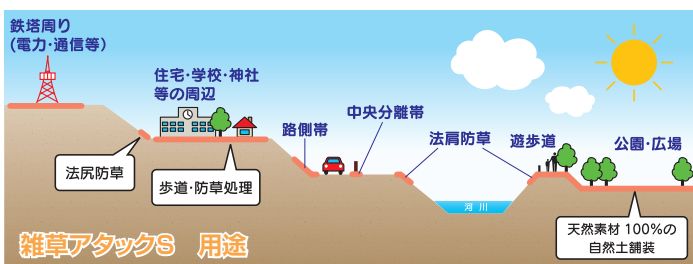 鉄塔周り
(電力･通信等)
住宅･学校･神社
等の周辺
路側帯
中央分離帯
法肩防草
遊歩道
公園･広場
法尻防草
歩道･防草処理
河川
天然素材100%の
自然土舗装
雑草アタックS 用途